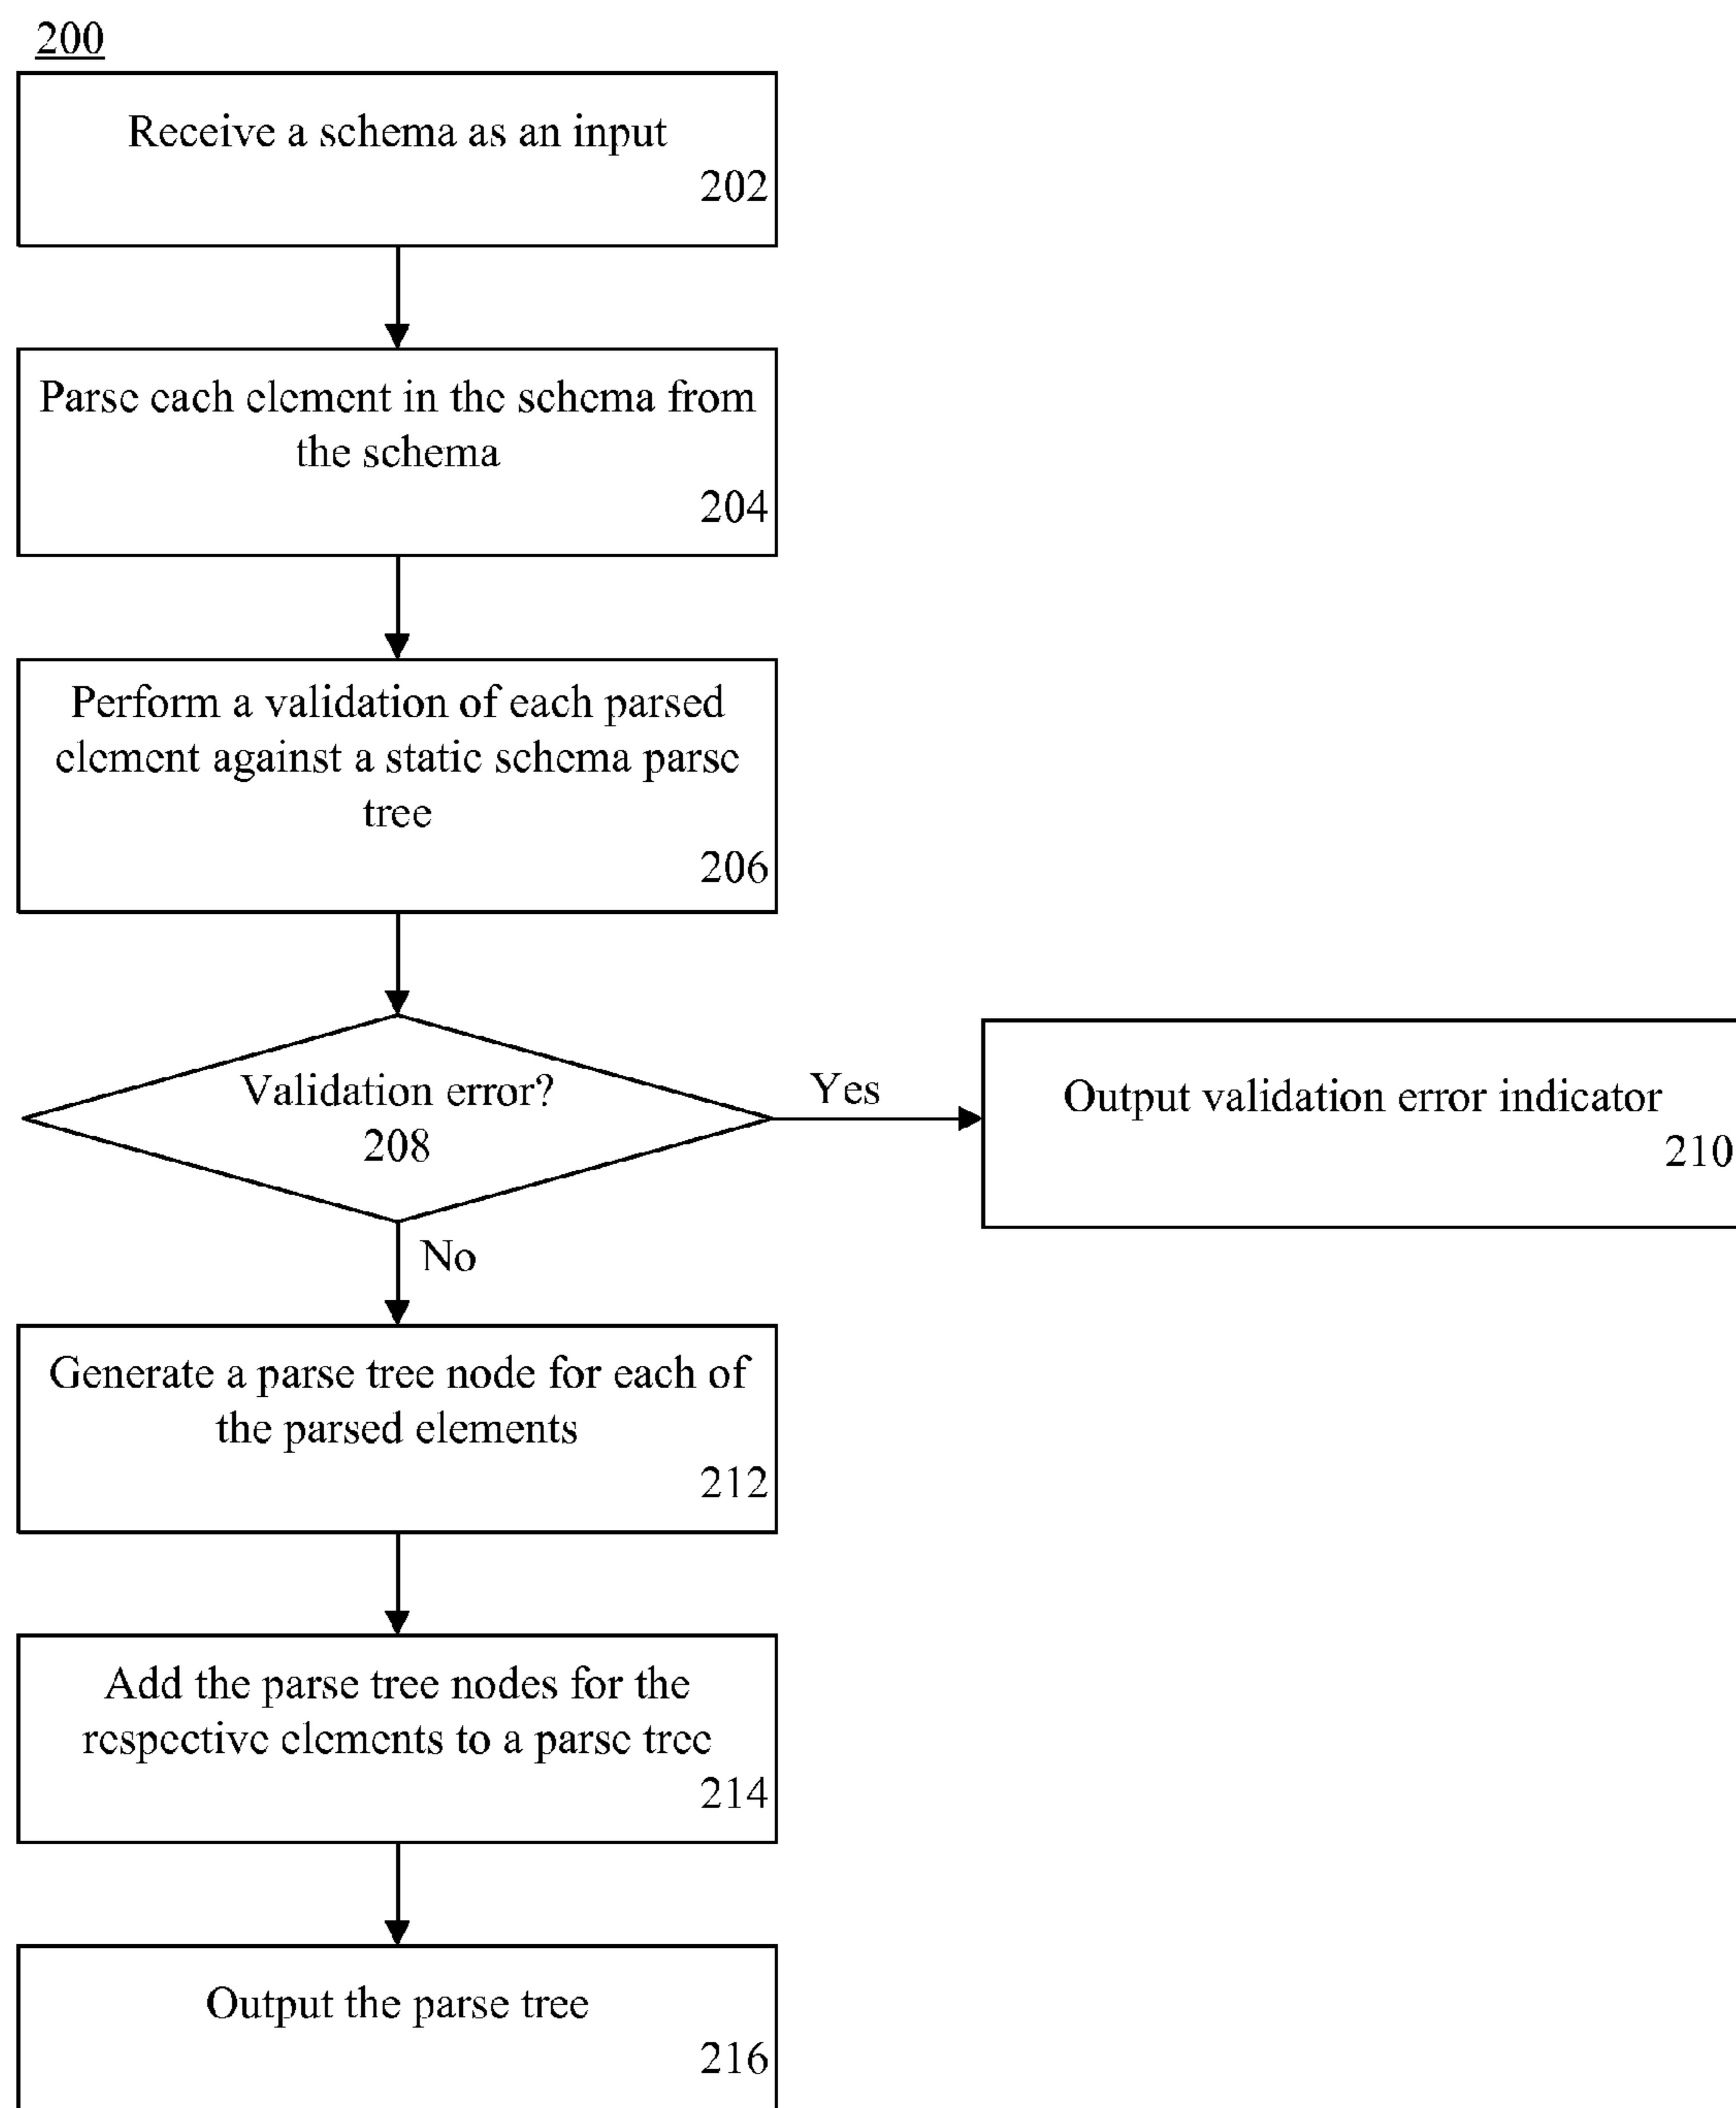 200
Receive a schema as an input
202
Parse each element in the schema from
the schema
204
Perform a validation of each parsed
element against a static schema parse
tree
206
Validation error?
208
Yes
Output validation error indicator
210
No
Generate a parse tree node for each of
the parsed elements
212
Add the parse tree nodes for the
respective elements to a parse tree
214
Output the parse tree
216